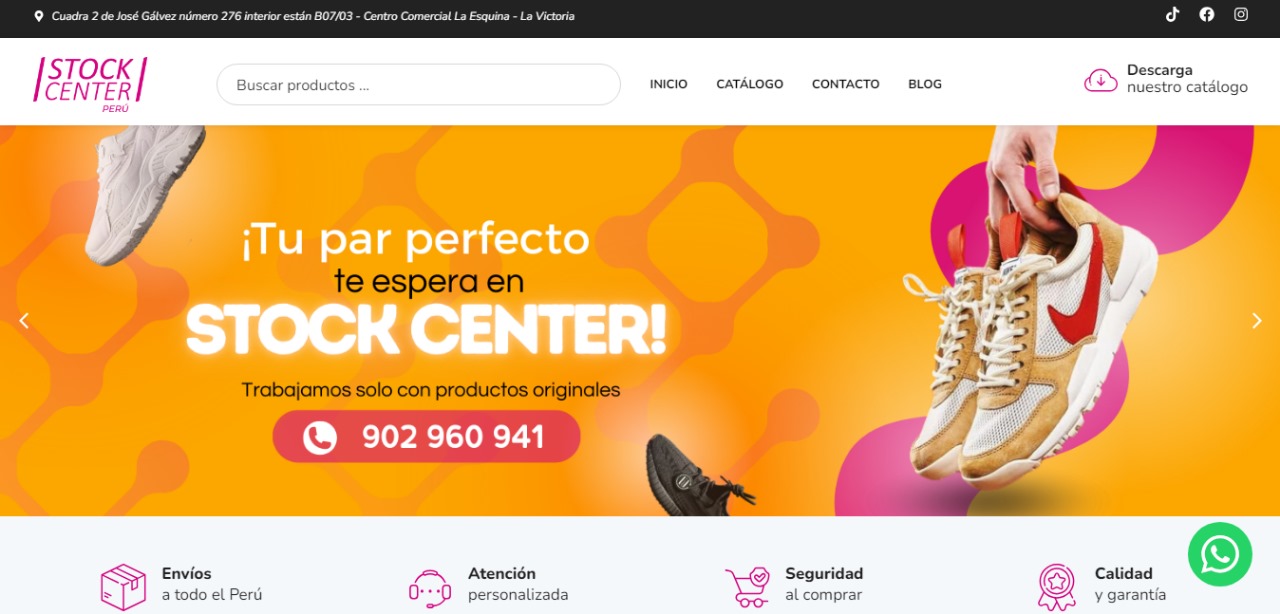 Cuadra 2 de José Gálvez número 276 interior están B07/03 - Centro Comercial La Esquina - La Victoria
STOCK
CENTER
PERÚ
Buscar productos ...
INICIO
CATÁLOGO
CONTACTO
BLOG
Descarga
nuestro catálogo
¡Tu par perfecto
te espera en
STOCK CENTER!
Trabajamos solo con productos originales
902 960 941
Envíos
a todo el Perú
Atención
personalizada
Seguridad
al comprar
Calidad
y garantía